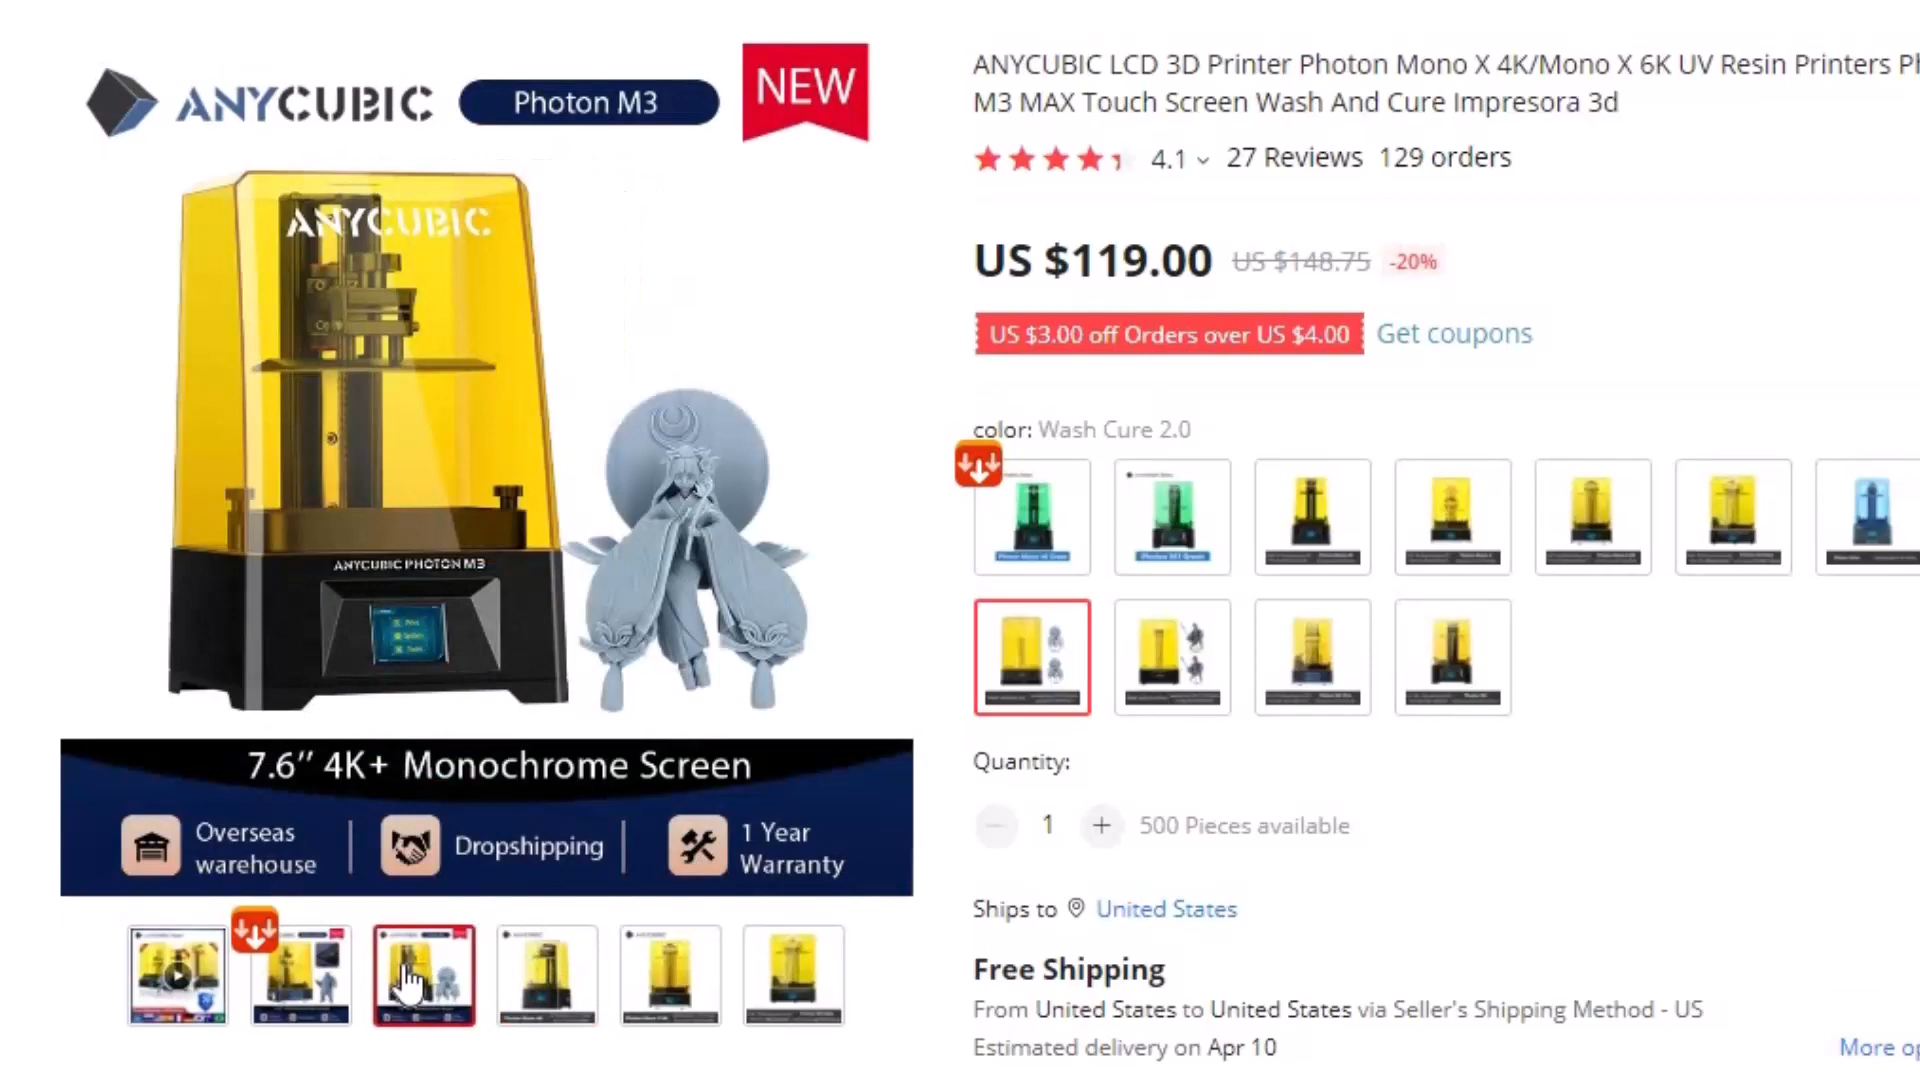 ANYCUBIC
Photon M3
NEW
ANYCUBIC
ANYCUBIC PHOTON M3
7.6″ 4K+ Monochrome Screen
Overseas
warehouse
Dropshipping
1 Year
Warranty
ANYCUBIC LCD 3D Printer Photon Mono X 4K/Mono X 6K UV Resin Printers Ph
M3 MAX Touch Screen Wash And Cure Impresora 3d
4.1 27 Reviews 129 orders
US $119.00 US $148.75 -20%
US $3.00 off Orders over US $4.00 Get coupons
color: Wash Cure 2.0
Quantity:
1 + 500 Pieces available
Ships to United States
Free Shipping
From United States to United States via Seller's Shipping Method - US
Estimated delivery on Apr 10
More op